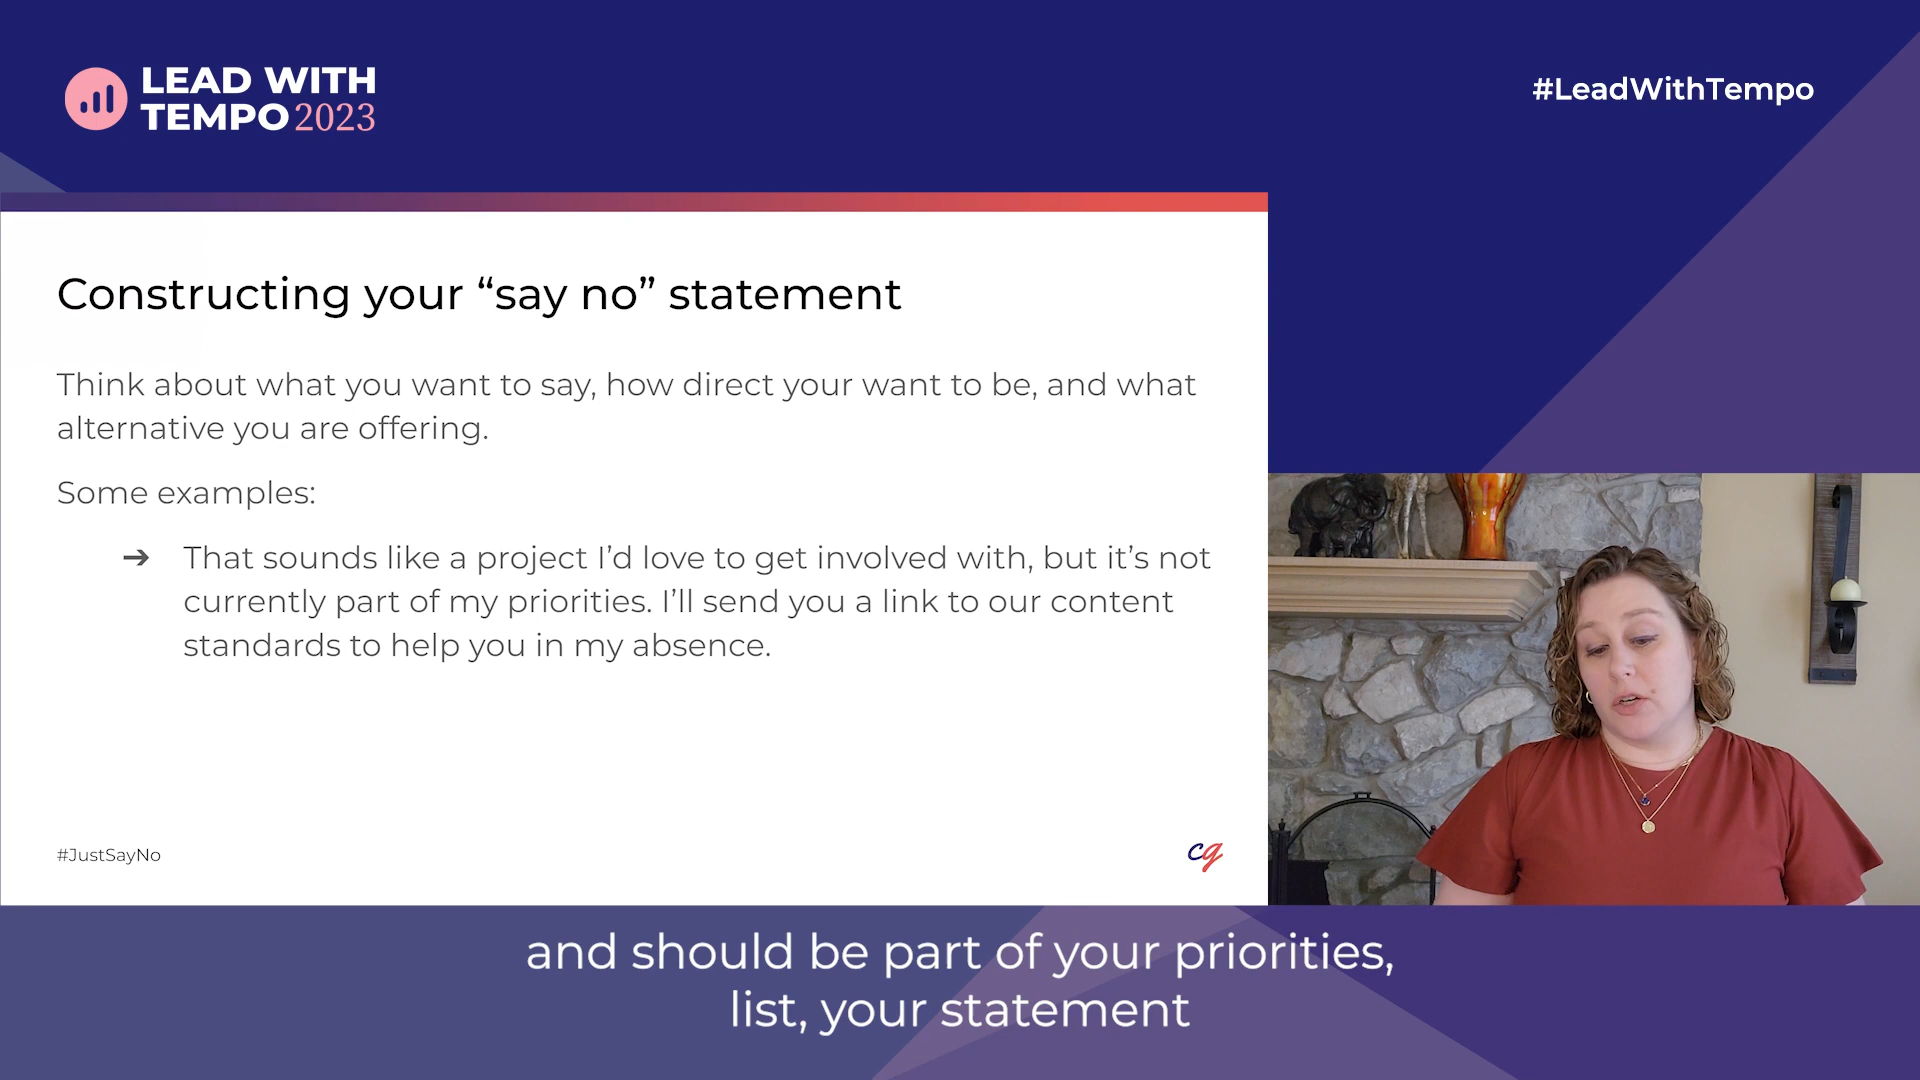 LEAD WITH
TEMPO 2023
#LeadWithTempo
Constructing your “say no” statement
Think about what you want to say, how direct your want to be, and what
alternative you are offering.
Some examples:
➔ That sounds like a project I’d love to get involved with, but it’s not
currently part of my priorities. I’ll send you a link to our content
standards to help you in my absence.
#JustSayNo
cg
and should be part of your priorities,
list, your statement